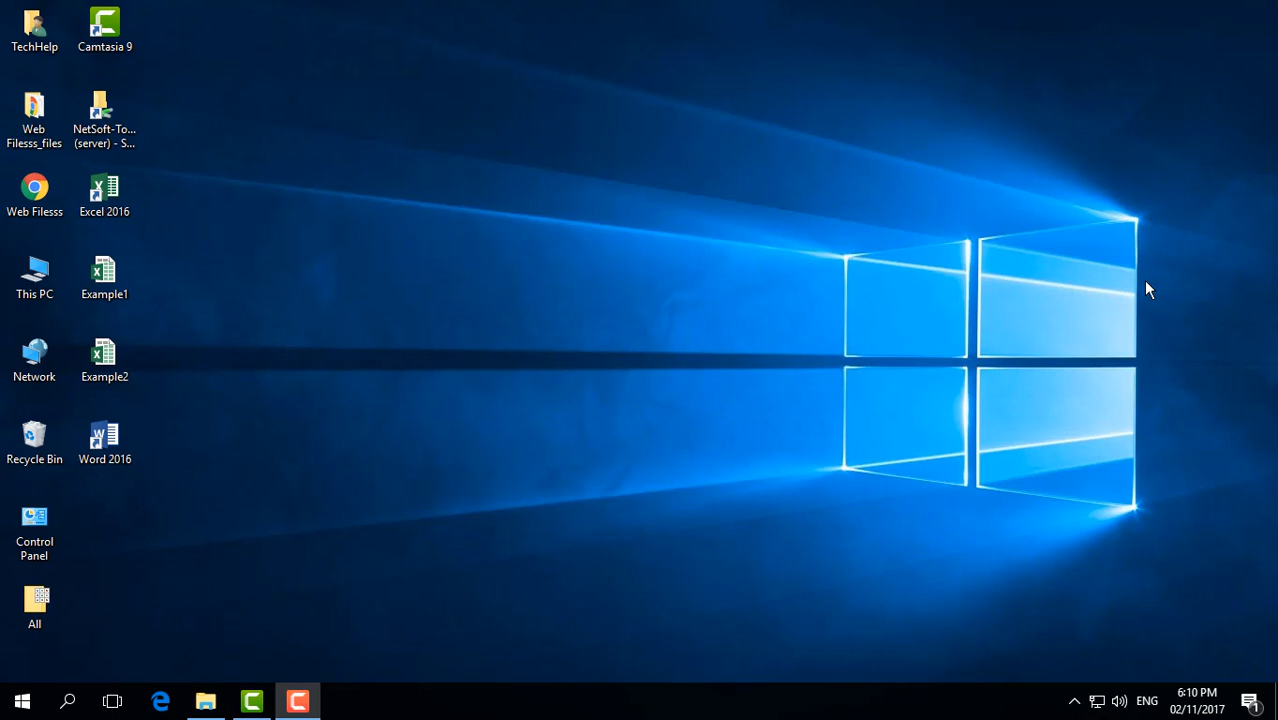 TechHelp
Camtasia 9
Web
Filesss_files
NetSoft-To...
(server) - S...
Web Filesss
Excel 2016
This PC
Example1
Network
Example2
Recycle Bin
Word 2016
Control
Panel
All
ENG
6:10 PM
02/11/2017
1